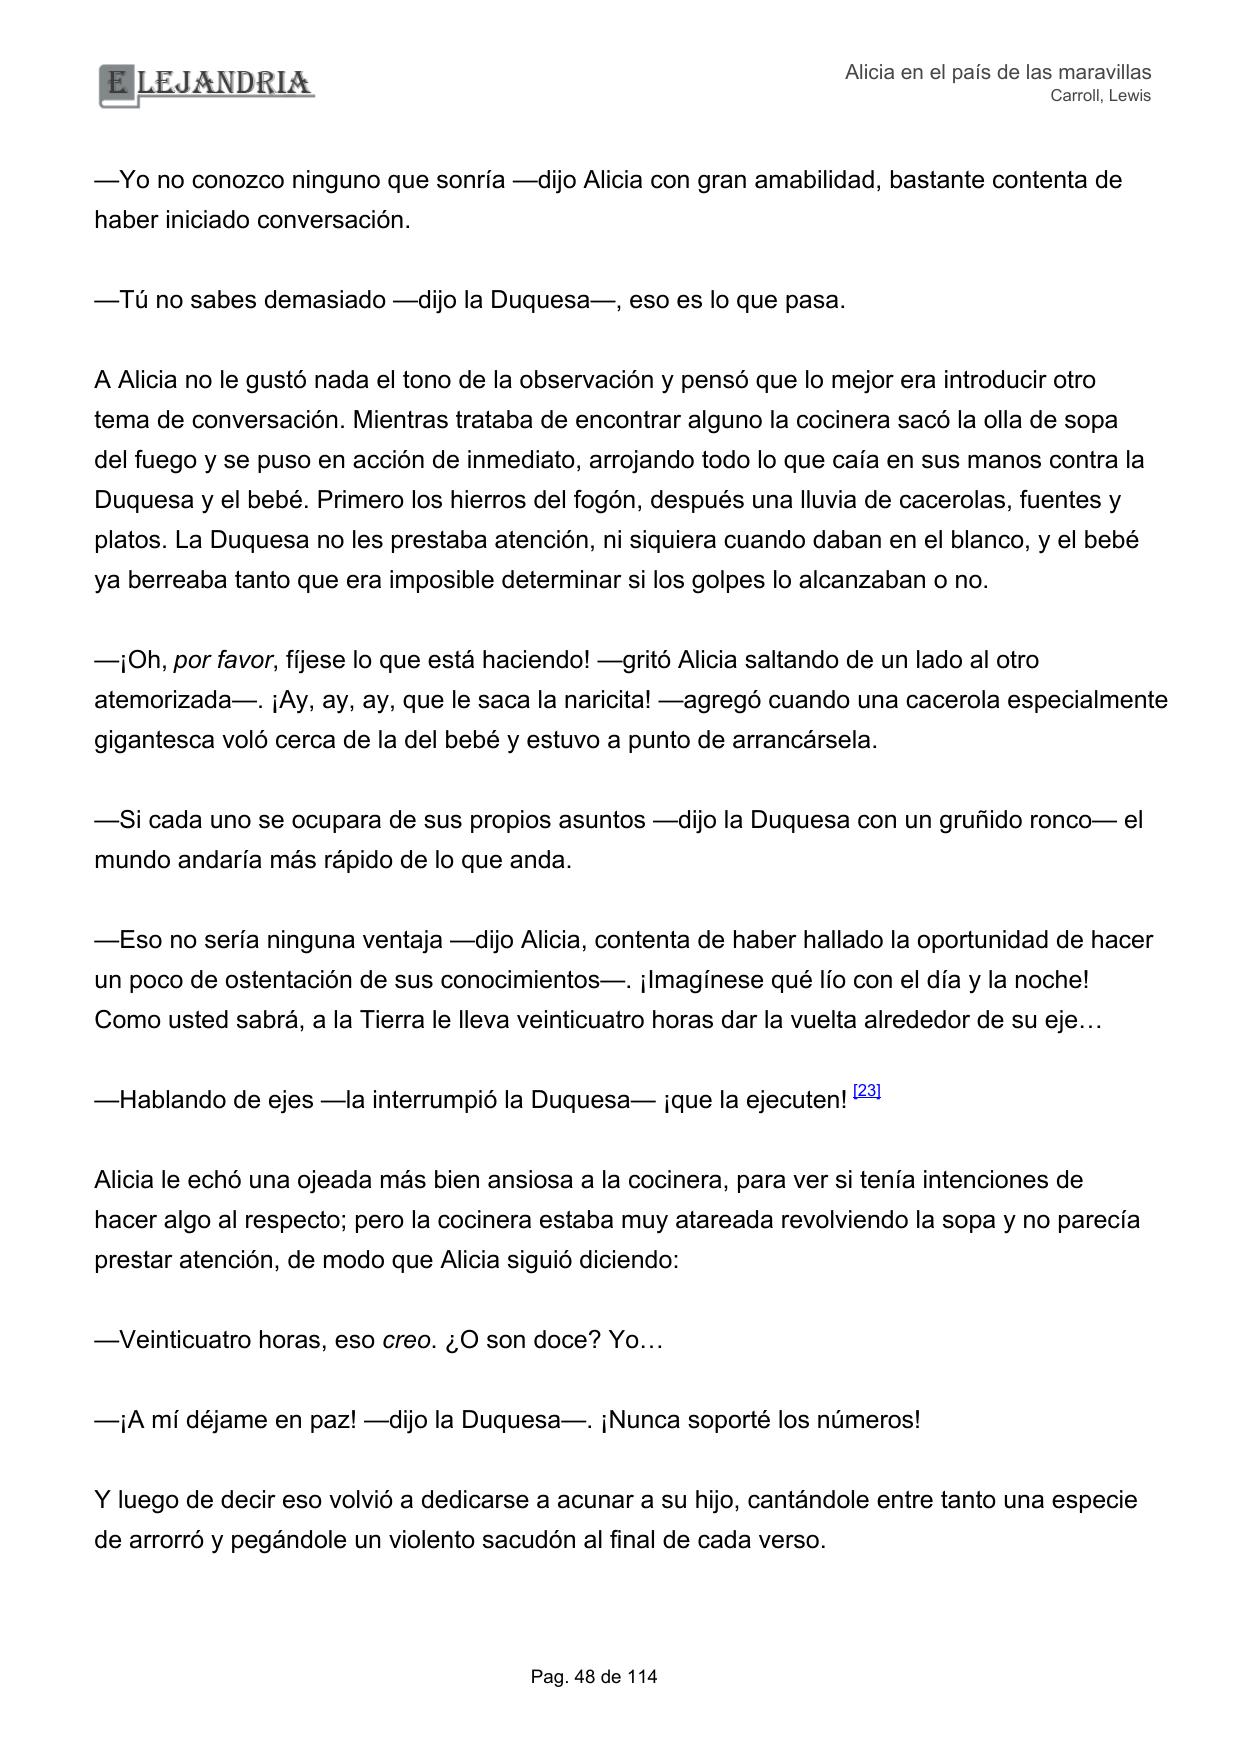 ELEJANDRIA
Alicia en el país de las maravillas
Carroll, Lewis
—Yo no conozco ninguno que sonría —dijo Alicia con gran amabilidad, bastante contenta de
haber iniciado conversación.
—Tú no sabes demasiado —dijo la Duquesa—, eso es lo que pasa.
A Alicia no le gustó nada el tono de la observación y pensó que lo mejor era introducir otro
tema de conversación. Mientras trataba de encontrar alguno la cocinera sacó la olla de sopa
del fuego y se puso en acción de inmediato, arrojando todo lo que caía en sus manos contra la
Duquesa y el bebé. Primero los hierros del fogón, después una lluvia de cacerolas, fuentes y
platos. La Duquesa no les prestaba atención, ni siquiera cuando daban en el blanco, y el bebé
ya berreaba tanto que era imposible determinar si los golpes lo alcanzaban o no.
—¡Oh, por favor, fíjese lo que está haciendo! —gritó Alicia saltando de un lado al otro
atemorizada—. ¡Ay, ay, ay, que le saca la naricita! —agregó cuando una cacerola especialmente
gigantesca voló cerca de la del bebé y estuvo a punto de arrancársela.
—Si cada uno se ocupara de sus propios asuntos —dijo la Duquesa con un gruñido ronco— el
mundo andaría más rápido de lo que anda.
—Eso no sería ninguna ventaja —dijo Alicia, contenta de haber hallado la oportunidad de hacer
un poco de ostentación de sus conocimientos—. ¡Imagínese qué lío con el día y la noche!
Como usted sabrá, a la Tierra le lleva veinticuatro horas dar la vuelta alrededor de su eje…
—Hablando de ejes —la interrumpió la Duquesa— ¡que la ejecuten! [23]
Alicia le echó una ojeada más bien ansiosa a la cocinera, para ver si tenía intenciones de
hacer algo al respecto; pero la cocinera estaba muy atareada revolviendo la sopa y no parecía
prestar atención, de modo que Alicia siguió diciendo:
—Veinticuatro horas, eso creo. ¿O son doce? Yo…
—¡A mí déjame en paz! —dijo la Duquesa—. ¡Nunca soporté los números!
Y luego de decir eso volvió a dedicarse a acunar a su hijo, cantándole entre tanto una especie
de arrorró y pegándole un violento sacudón al final de cada verso.
Pag. 48 de 114